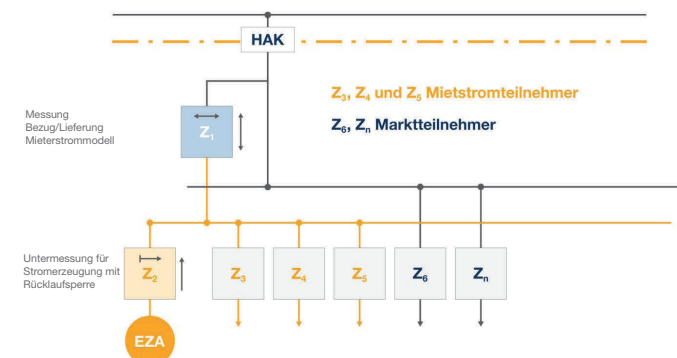 HAK
Z3, Z4 und Z5 Mietstromteilnehmer
Z6, Zn Marktteilnehmer
Messung
Bezug/Lieferung
Mieterstrommodell
Z1
Untermessung für
Stromerzeugung mit
Rücklaufsperre
Z2
Z3
Z4
Z5
Z6
Zn
EZA